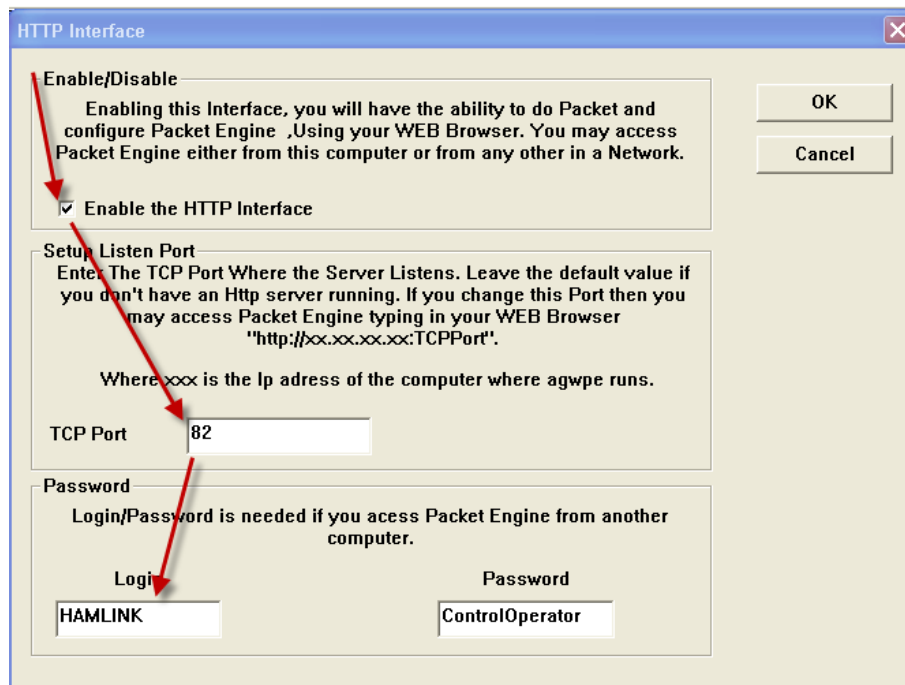 HTTP Interface
Enable/Disable
Enabling this Interface, you will have the ability to do Packet and
configure Packet Engine ,Using your WEB Browser. You may access
Packet Engine either from this computer or from any other in a Network.
Enable the HTTP Interface
OK
Cancel
Setup Listen Port
Enter The TCP Port Where the Server Listens. Leave the default value if
you don't have an Http server running. If you change this Port then you
may access Packet Engine typing in your WEB Browser
"http://xx.xx.xx.xx:TCPPort".
Where xxx is the Ip adress of the computer where agwpe runs.
TCP Port 82
Password
Login/Password is needed if you acess Packet Engine from another
computer.
Login Password
HAMLINK ControlOperator